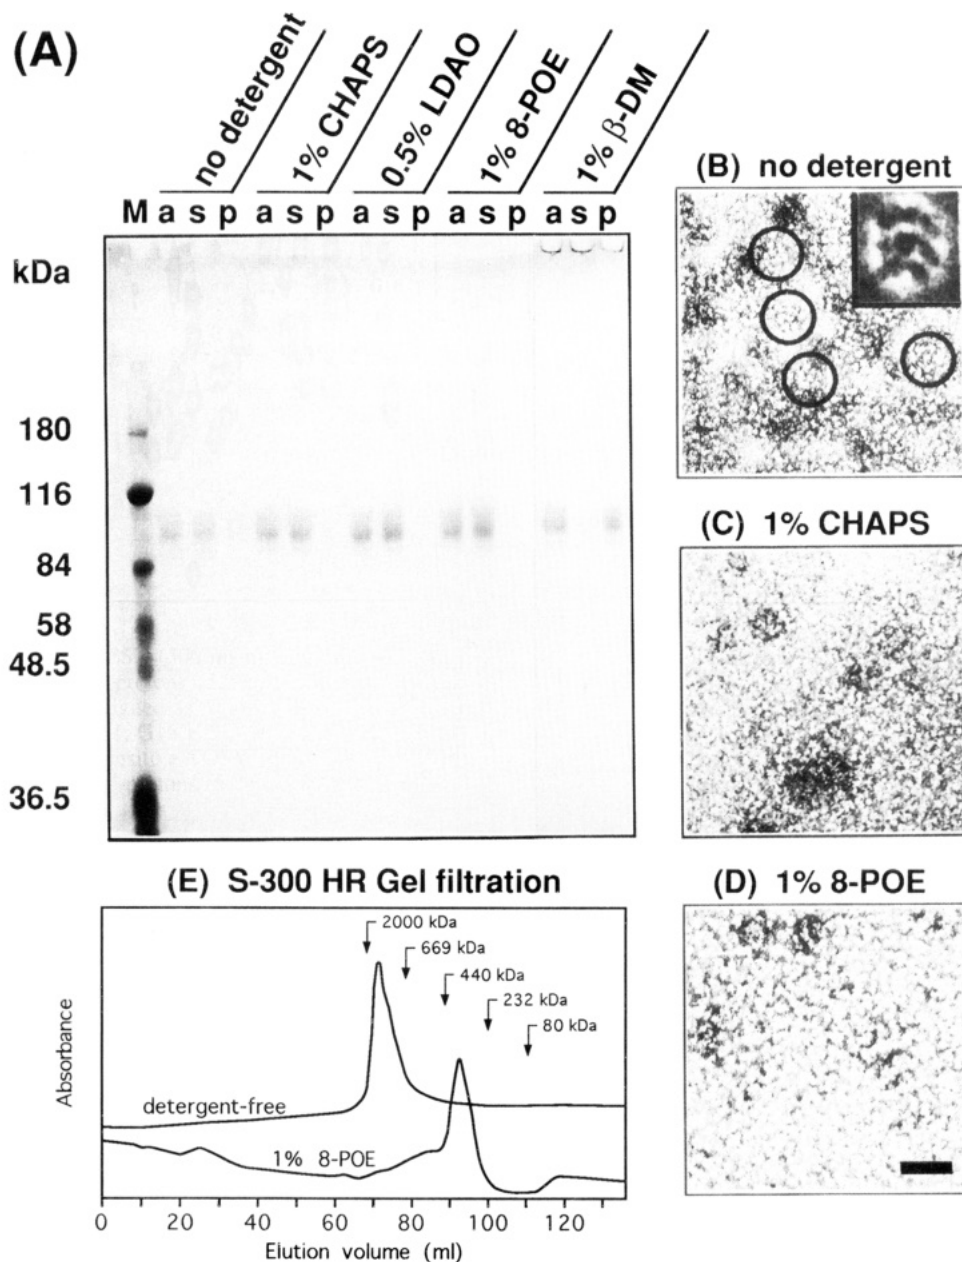 (A)
no detergent
1% CHAPS
0.5% LDAO
1% 8-POE
1% β-DM
M a s p a s p a s p a s p a s p
kDa
180
116
84
58
48.5
36.5
(B) no detergent
(C) 1% CHAPS
(D) 1% 8-POE
(E) S-300 HR Gel filtration
2000 kDa
669 kDa
440 kDa
232 kDa
80 kDa
Absorbance
detergent-free
1% 8-POE
0 20 40 60 80 100 120
Elution volume (ml)